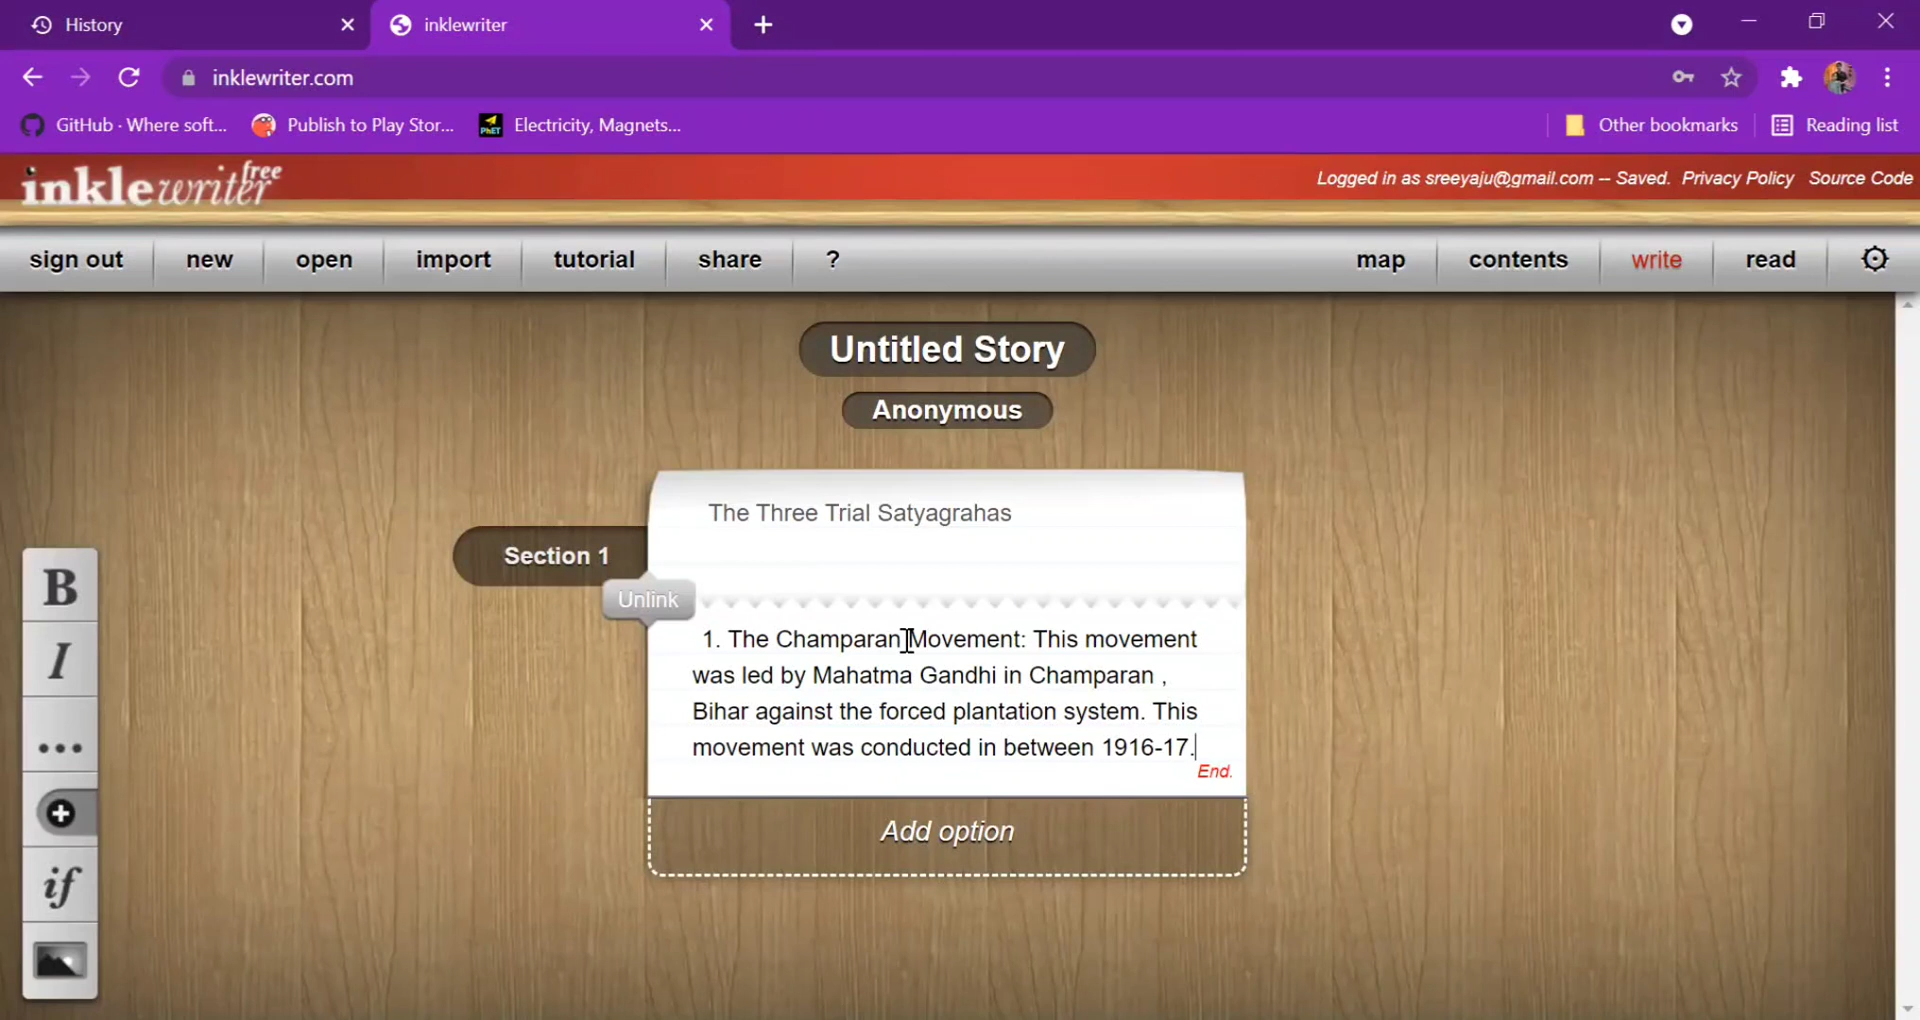 History
inklewriter
inklewriter.com
GitHub · Where soft...
Publish to Play Stor...
PhET
Electricity, Magnets...
Other bookmarks
Reading list
inklewriter free
Logged in as sreeyaju@gmail.com -- Saved. Privacy Policy Source Code
sign out new open import tutorial share ? map contents write read
Untitled Story
Anonymous
The Three Trial Satyagrahas
Section 1
Unlink
1. The Champaran Movement: This movement
was led by Mahatma Gandhi in Champaran ,
Bihar against the forced plantation system. This
movement was conducted in between 1916-17.
End.
Add option
B
I
...
if